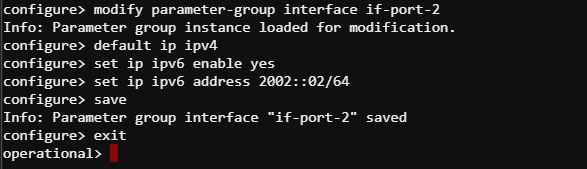 configure> modify parameter-group interface if-port-2
Info: Parameter group instance loaded for modification.
configure> default ip ipv4
configure> set ip ipv6 enable yes
configure> set ip ipv6 address 2002::02/64
configure> save
Info: Parameter group interface "if-port-2" saved
configure> exit
operational>